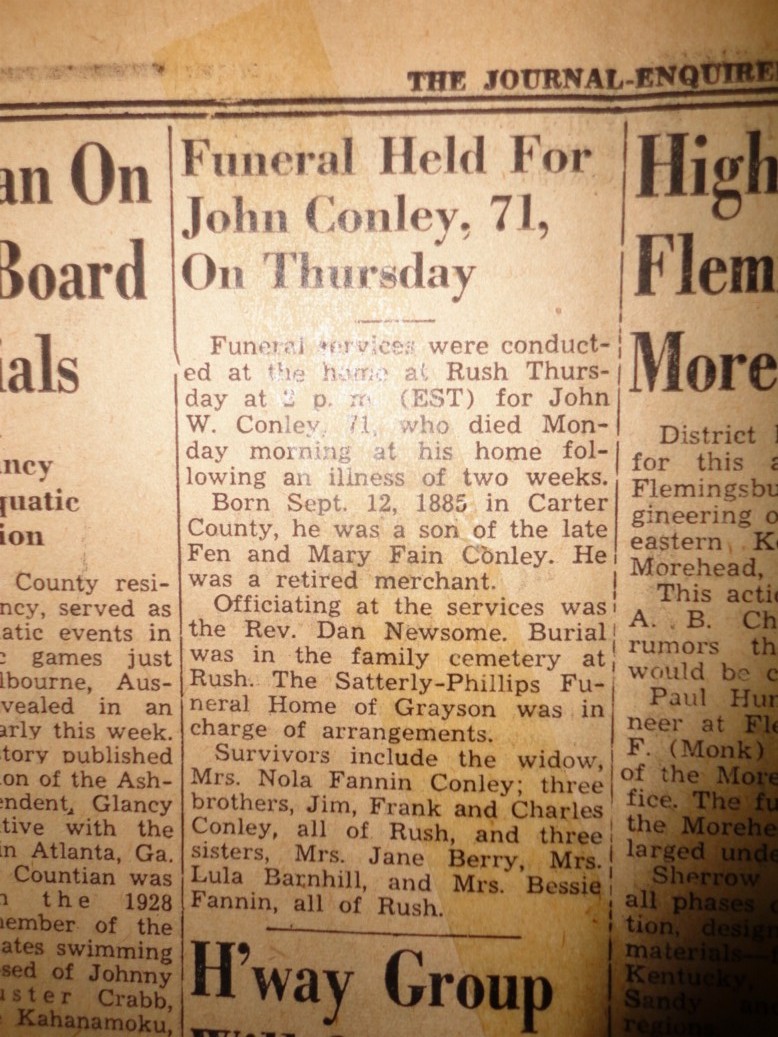 THE JOURNAL-ENQUIRE
an On
Board
ials
ancy
quatic
ion
County resi-
ncy, served as
atic events in
c games just
lbourne, Aus-
vealed in an
arly this week.
story published
on of the Ash-
endent, Glancy
tive with the
in Atlanta, Ga.
Countian was
n the 1928
nember of the
ates swimming
sed of Johnny
uster Crabb,
Kahanamoku,
Funeral Held For
John Conley, 71,
On Thursday
Funeral services were conduct-
ed at the home at Rush Thurs-
day at 2 p. m. (EST) for John
W. Conley, 71, who died Mon-
day morning at his home fol-
lowing an illness of two weeks.
Born Sept. 12, 1885 in Carter
County, he was a son of the late
Fen and Mary Fain Conley. He
was a retired merchant.
Officiating at the services was
the Rev. Dan Newsome. Burial
was in the family cemetery at
Rush. The Satterly-Phillips Fu-
neral Home of Grayson was in
charge of arrangements.
Survivors include the widow,
Mrs. Nola Fannin Conley; three
brothers, Jim, Frank and Charles
Conley, all of Rush, and three
sisters, Mrs. Jane Berry, Mrs.
Lula Barnhill, and Mrs. Bessie
Fannin, all of Rush.
H'way Group
High
Flem
More
District
for this a
Flemingsbu
gineering o
eastern K
Morehead,
This actio
A. B. Ch
rumors th
would be c
Paul Hur
neer at Fle
F. (Monk)
of the More
fice. The fu
the Morehe
larged unde
Sherrow
all phases o
tion, design
materials—
Kentucky,
Sandy and
regions